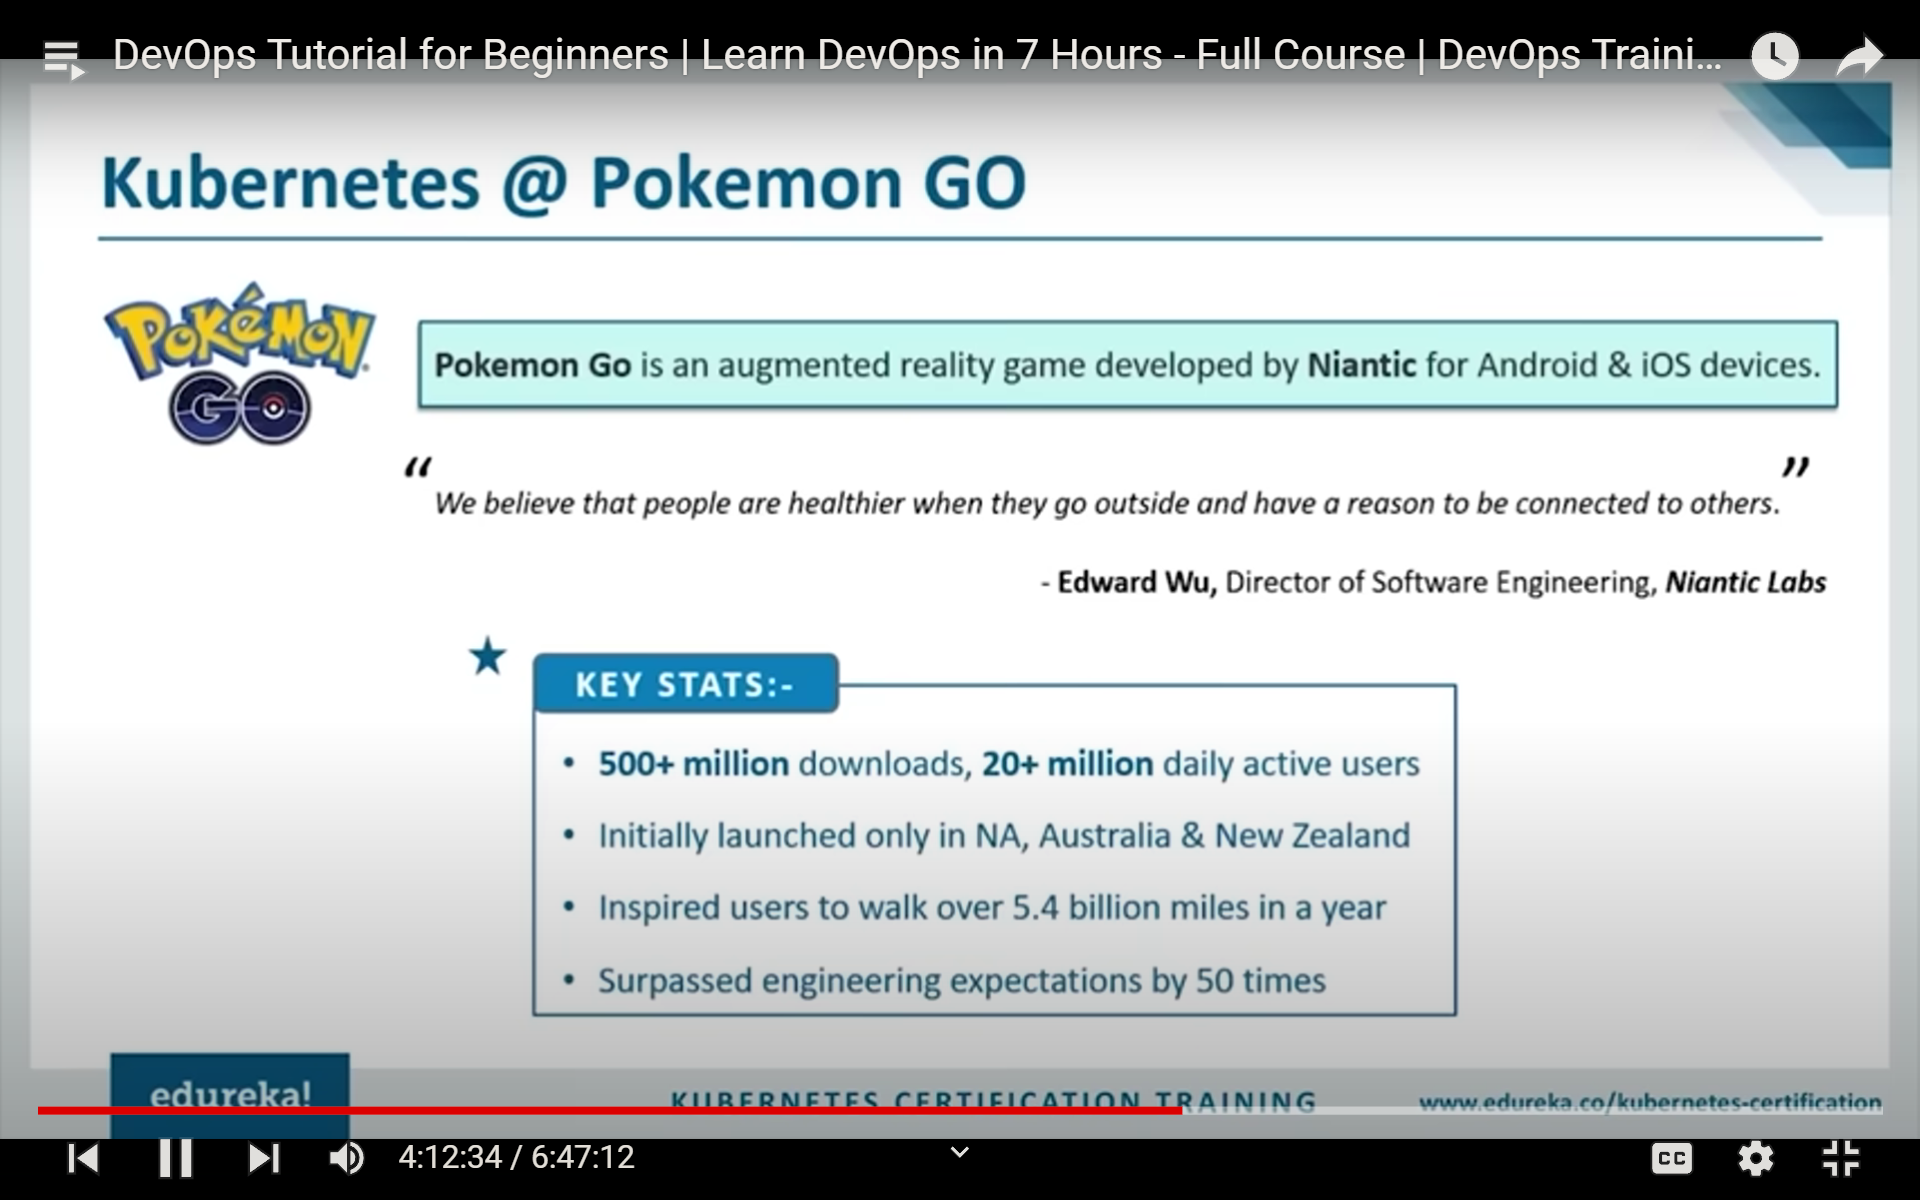 DevOps Tutorial for Beginners | Learn DevOps in 7 Hours - Full Course | DevOps Traini...
Kubernetes @ Pokemon GO
POKéMON
GO
Pokemon Go is an augmented reality game developed by Niantic for Android & iOS devices.
“ We believe that people are healthier when they go outside and have a reason to be connected to others. ”
- Edward Wu, Director of Software Engineering, Niantic Labs
KEY STATS:-
• 500+ million downloads, 20+ million daily active users
• Initially launched only in NA, Australia & New Zealand
• Inspired users to walk over 5.4 billion miles in a year
• Surpassed engineering expectations by 50 times
edureka!
KUBERNETES CERTIFICATION TRAINING
www.edureka.co/kubernetes-certification
4:12:34 / 6:47:12
CC